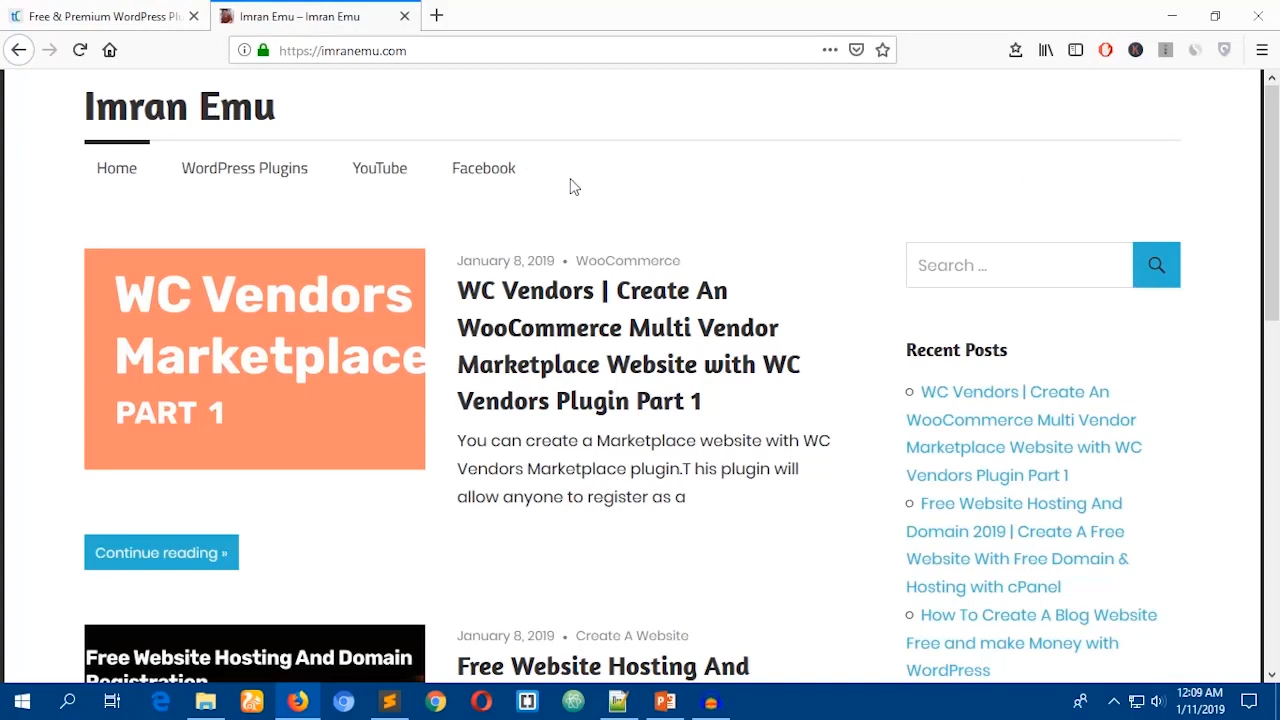 Free & Premium WordPress Plu
Imran Emu – Imran Emu
https://imranemu.com
Imran Emu
Home
WordPress Plugins
YouTube
Facebook
WC Vendors
Marketplace
PART 1
January 8, 2019 • WooCommerce
WC Vendors | Create An
WooCommerce Multi Vendor
Marketplace Website with WC
Vendors Plugin Part 1
You can create a Marketplace website with WC
Vendors Marketplace plugin.T his plugin will
allow anyone to register as a
Continue reading »
Search ...
Recent Posts
WC Vendors | Create An
WooCommerce Multi Vendor
Marketplace Website with WC
Vendors Plugin Part 1
Free Website Hosting And
Domain 2019 | Create A Free
Website With Free Domain &
Hosting with cPanel
How To Create A Blog Website
Free and make Money with
WordPress
Free Website Hosting And Domain
Registration
January 8, 2019 • Create A Website
Free Website Hosting And
12:09 AM
1/11/2019